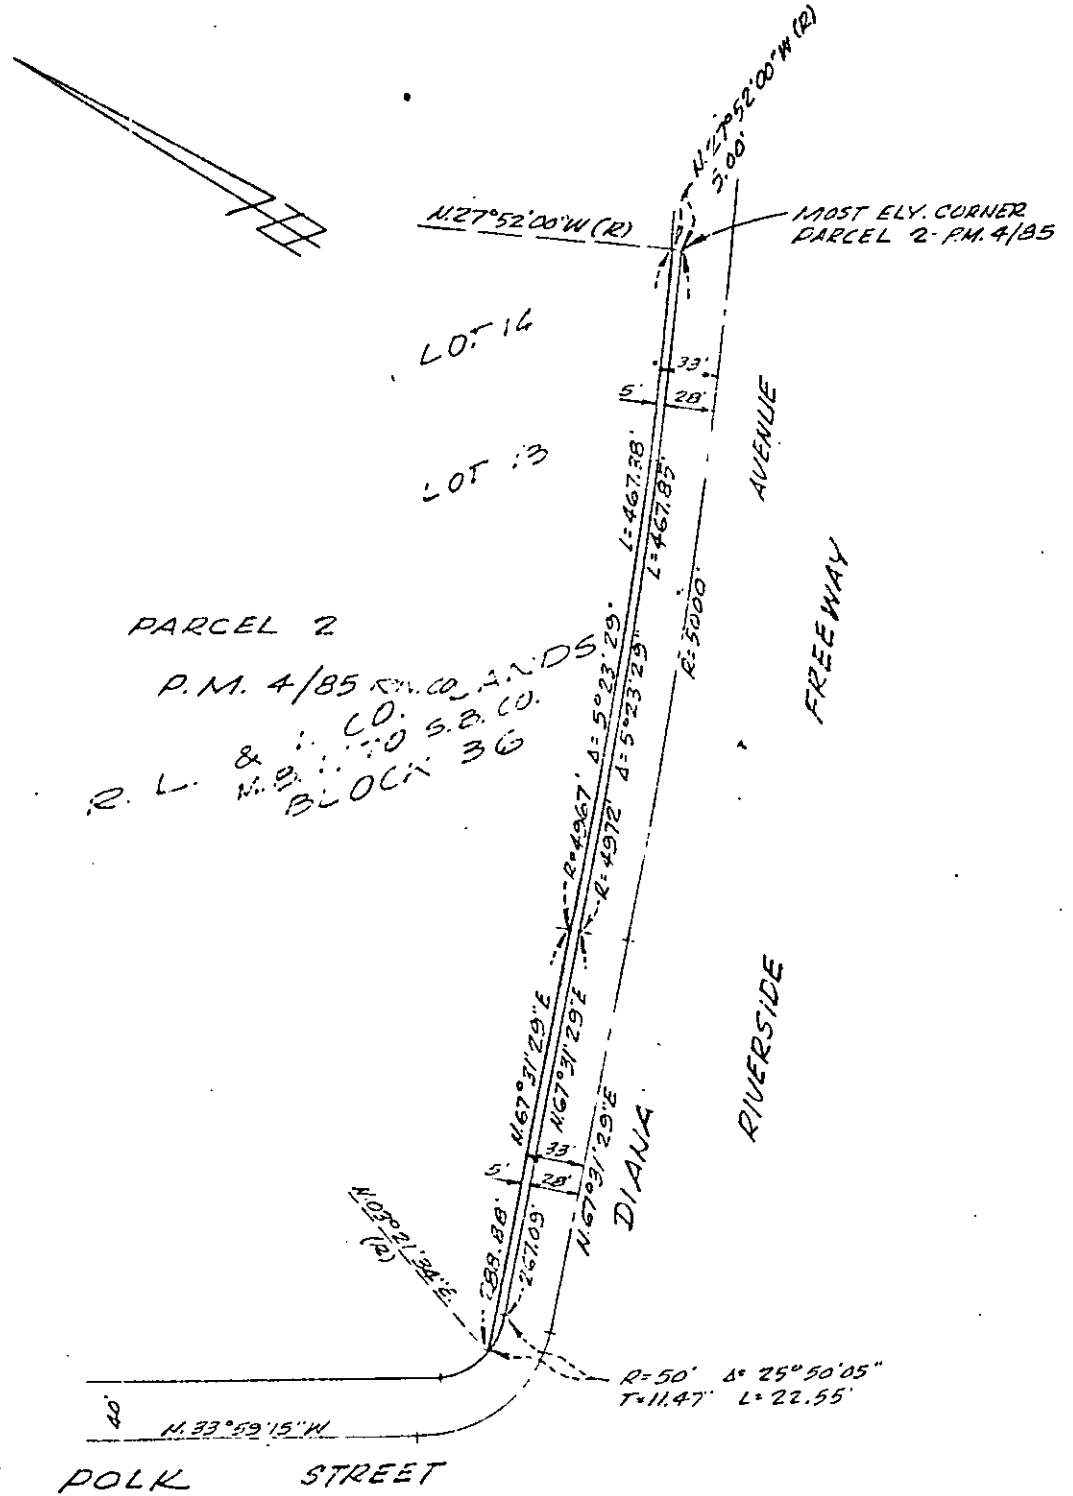 N.27°52'00"W (R)
5.00'
N.27°52'00"W (R)
MOST ELY. CORNER
PARCEL 2 - P.M. 4/85
LOT 14
33'
5'
28'
AVENUE
LOT 13
L=467.38'
L=467.85'
R=5000'
FREEWAY
PARCEL 2
P.M. 4/85
LANDS
R. L. & CO.
M.B. TO S.B. CO.
BLOCK 36
Δ=5°23'29"
Δ=5°23'29"
R=4967'
R=4972'
N.67°31'29"E
N.67°31'29"E
N.67°31'29"E
RIVERSIDE
DIANA
33'
5'
28'
N.03°21'34"E.
(R)
288.88'
267.09'
R=50' Δ= 25°50'05"
T=11.47' L=22.55'
40'
N.33°59'15"W
POLK STREET